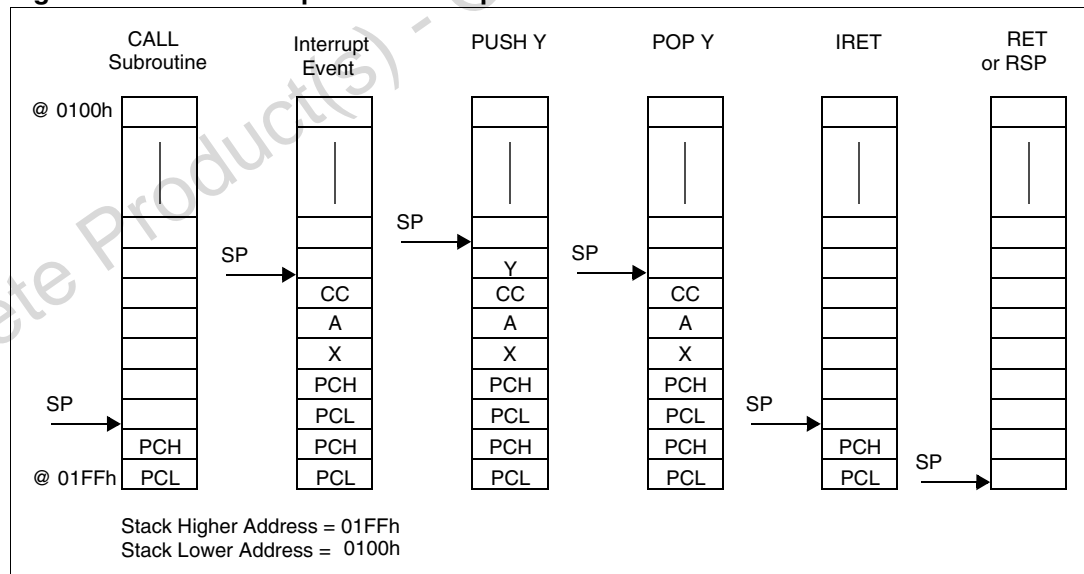 CALL
Subroutine
Interrupt
Event
PUSH Y
POP Y
IRET
RET
or RSP
@ 0100h
SP
SP
SP
Y
CC
CC
CC
A
A
A
X
X
X
PCH
PCH
PCH
SP
SP
PCL
PCL
PCL
PCH
PCH
PCH
PCH
PCH
SP
@ 01FFh
PCL
PCL
PCL
PCL
PCL
Stack Higher Address = 01FFh
Stack Lower Address = 0100h
ete Product(s) -